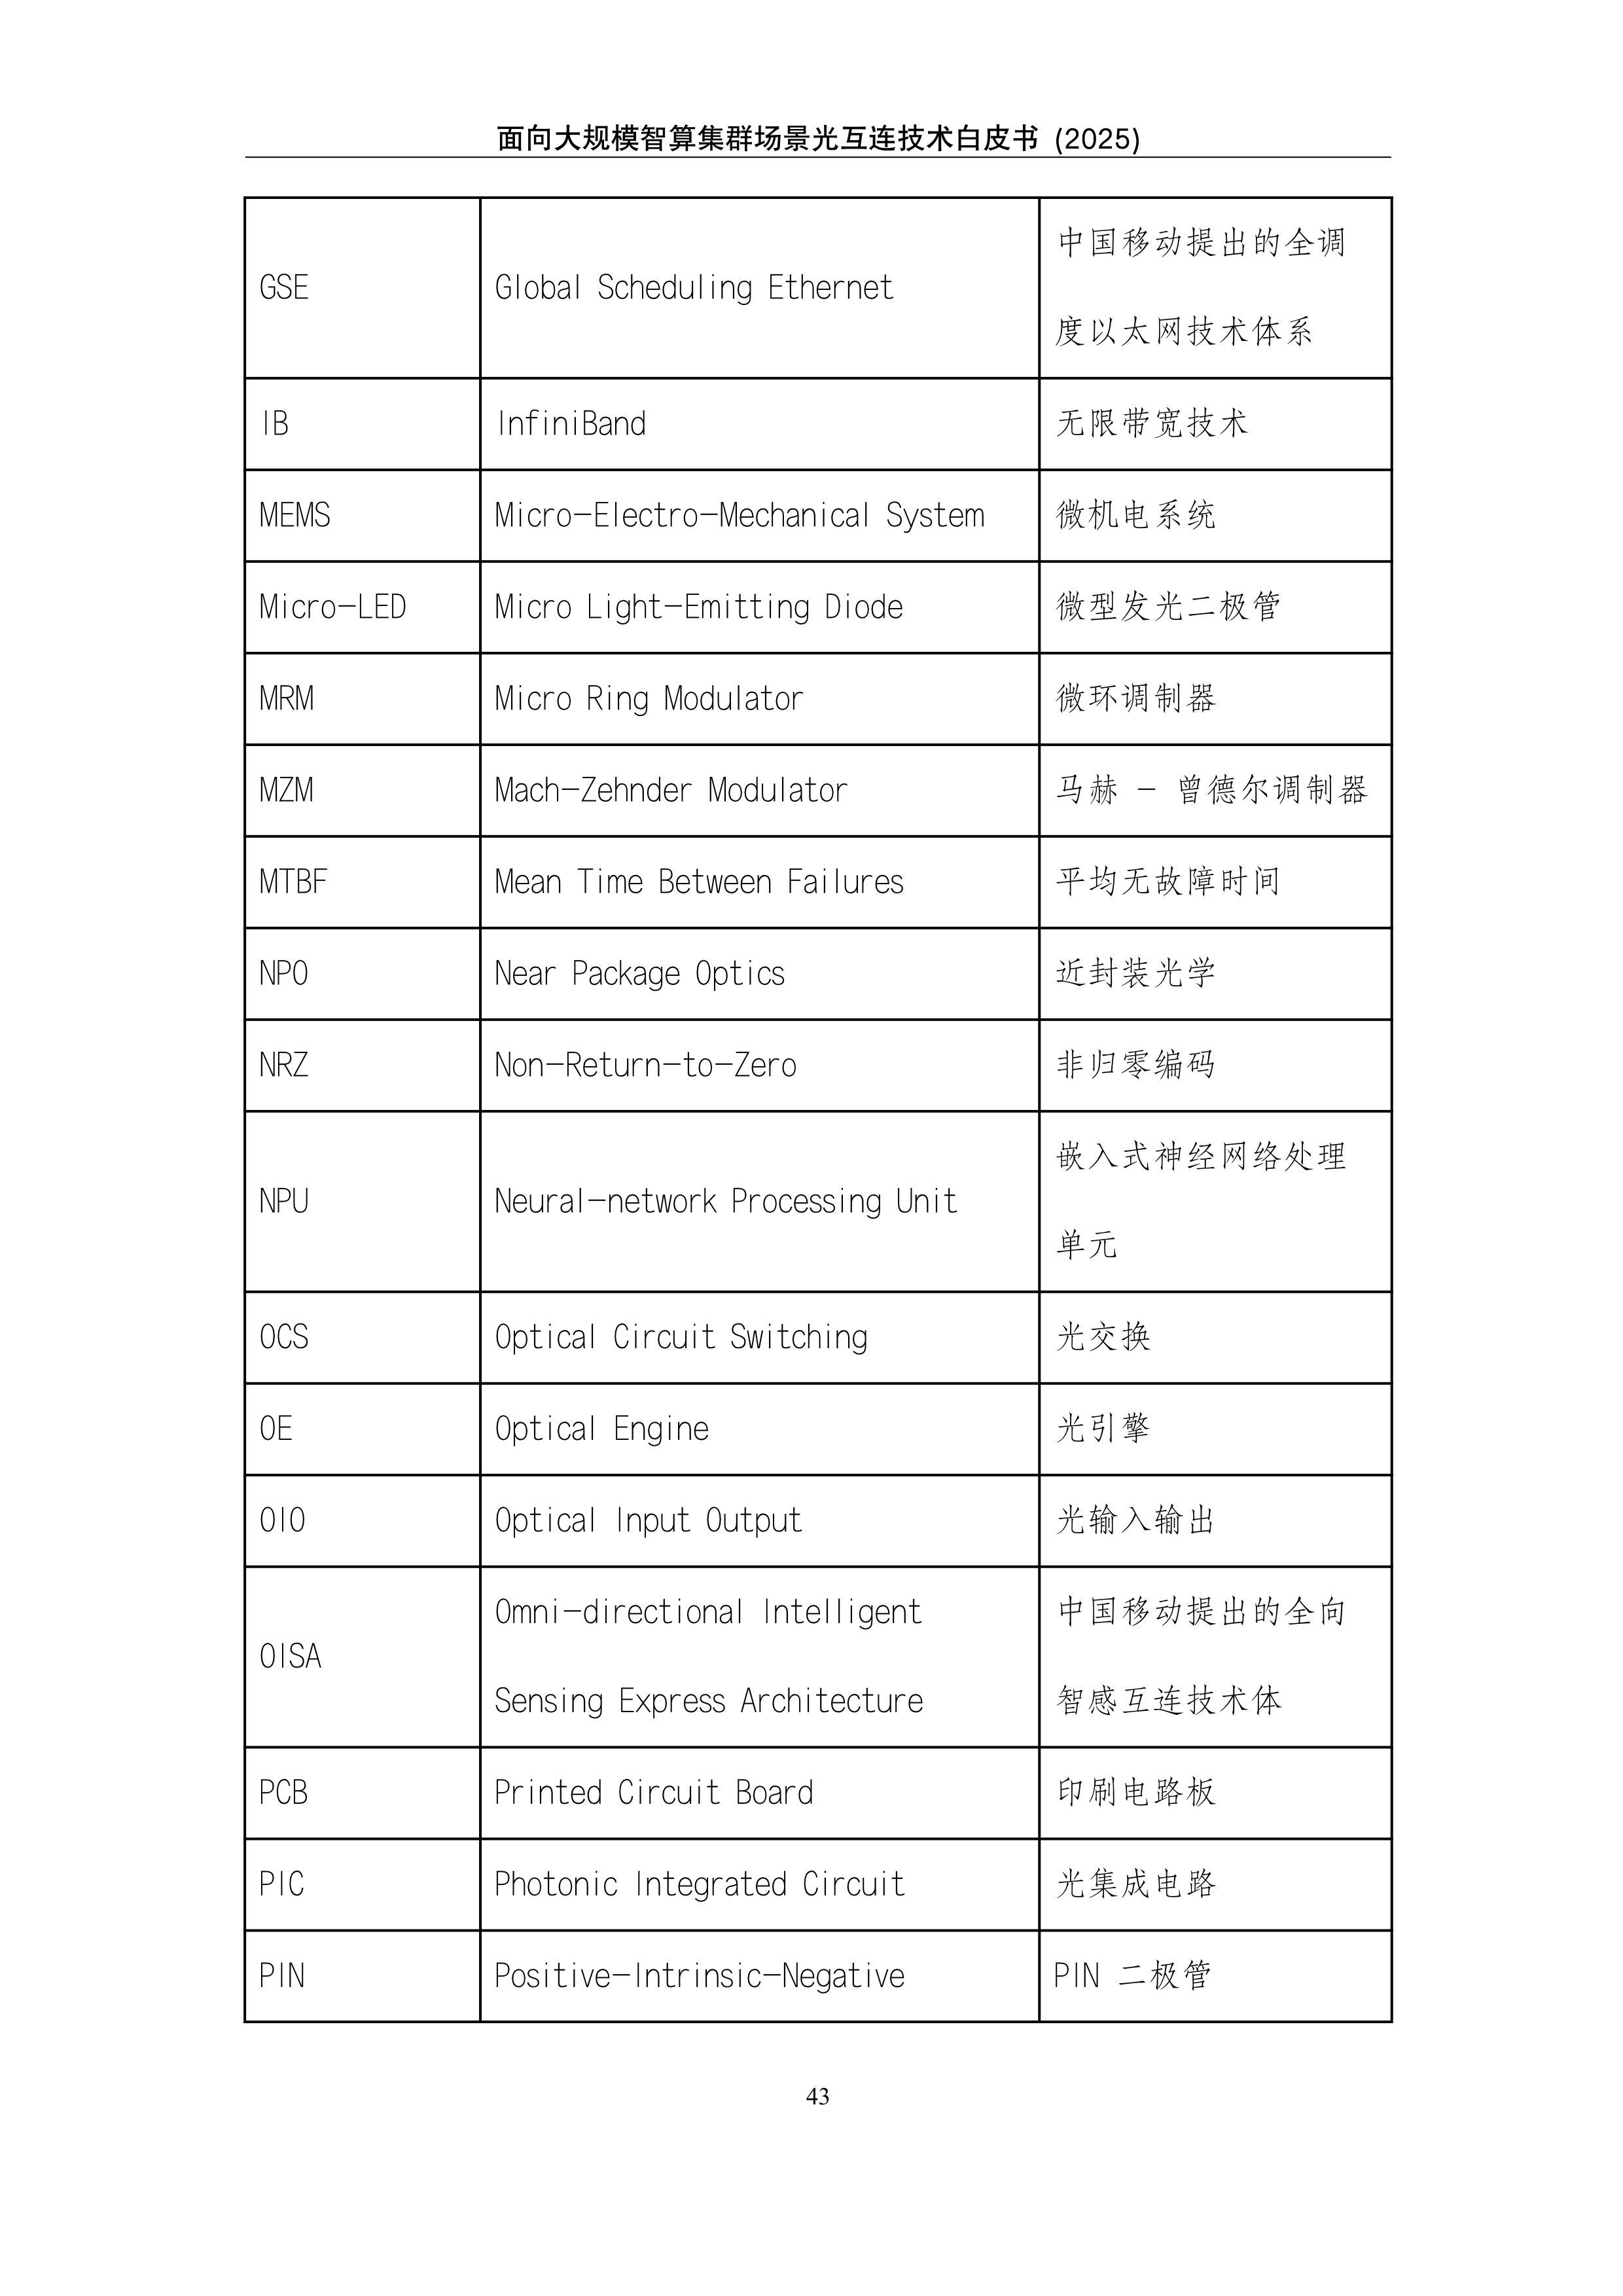 面向大规模智算集群场景光互连技术白皮书 (2025)
GSE
Global Scheduling Ethernet
中国移动提出的全调
度以太网技术体系
IB
InfiniBand
无限带宽技术
MEMS
Micro-Electro-Mechanical System
微机电系统
Micro-LED
Micro Light-Emitting Diode
微型发光二极管
MRM
Micro Ring Modulator
微环调制器
MZM
Mach-Zehnder Modulator
马赫 - 曾德尔调制器
MTBF
Mean Time Between Failures
平均无故障时间
NPO
Near Package Optics
近封装光学
NRZ
Non-Return-to-Zero
非归零编码
NPU
Neural-network Processing Unit
嵌入式神经网络处理
单元
OCS
Optical Circuit Switching
光交换
OE
Optical Engine
光引擎
OIO
Optical Input Output
光输入输出
OISA
Omni-directional Intelligent
Sensing Express Architecture
中国移动提出的全向
智感互连技术体
PCB
Printed Circuit Board
印刷电路板
PIC
Photonic Integrated Circuit
光集成电路
PIN
Positive-Intrinsic-Negative
PIN 二极管
43